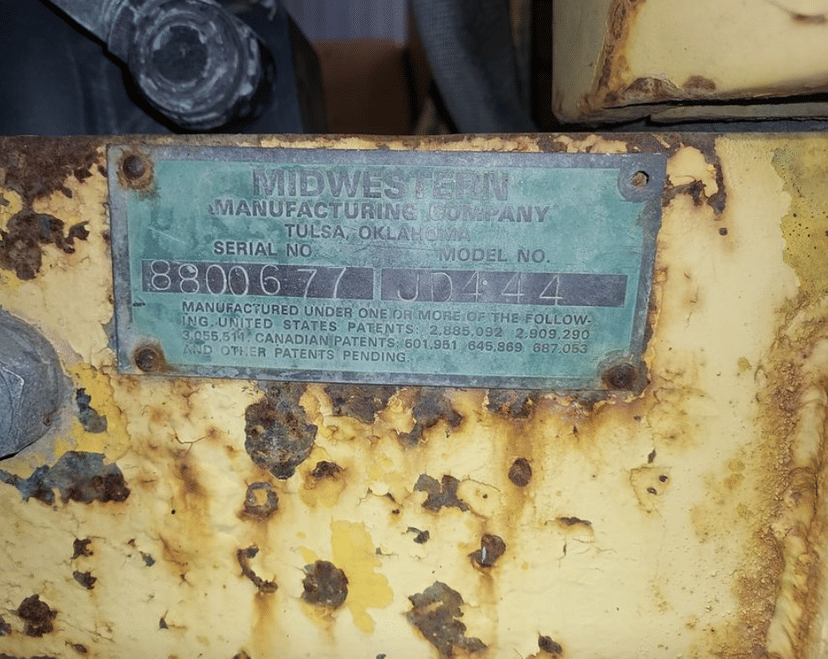 MIDWESTERN
MANUFACTURING COMPANY
TULSA, OKLAHOMA
SERIAL NO. MODEL NO.
8800677 JD444
MANUFACTURED UNDER ONE OR MORE OF THE FOLLOW-
ING, UNITED STATES PATENTS: 2,885,092 2,909,290
3,055,511, CANADIAN PATENTS: 601,951 645,869 687,053
AND OTHER PATENTS PENDING.